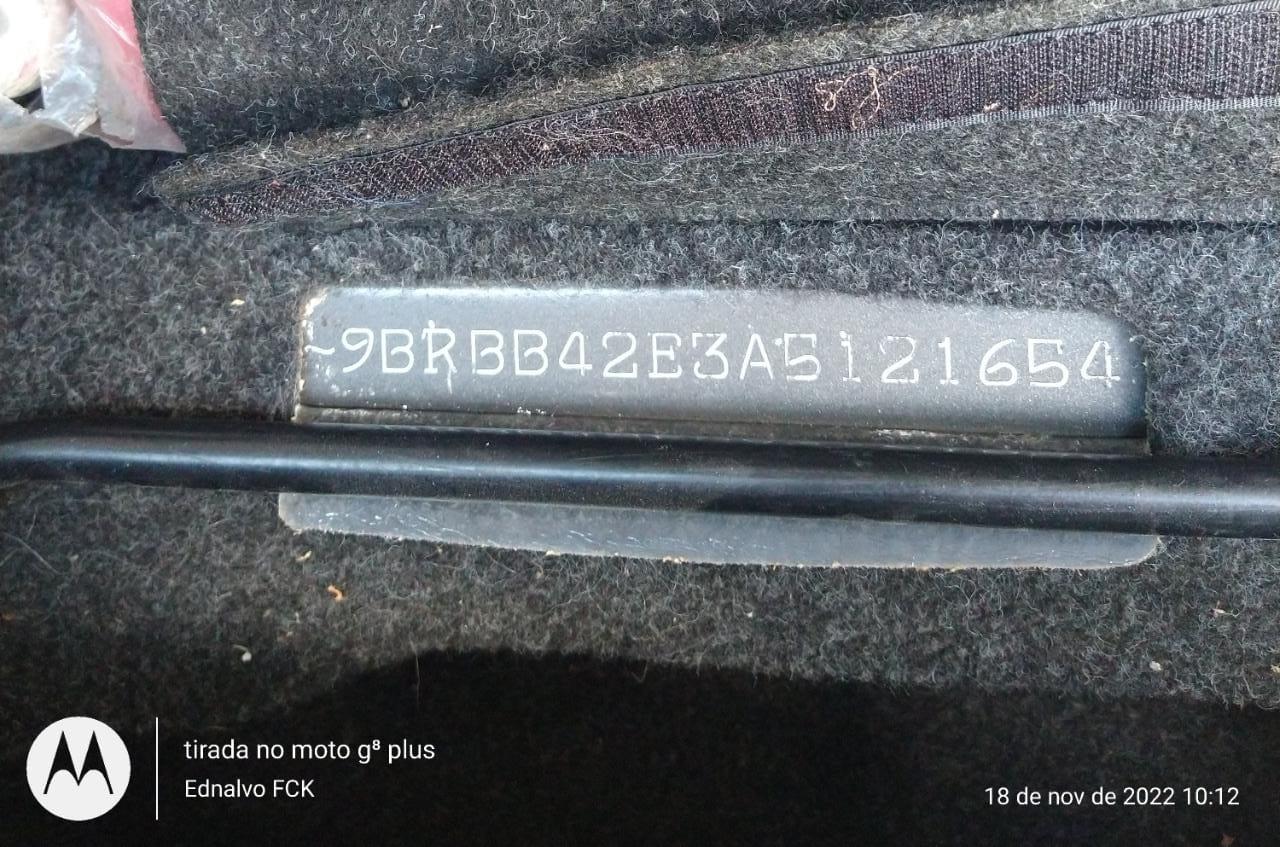 ~9BRBB42E3A5121654
tirada no moto g⁸ plus
Ednalvo FCK
18 de nov de 2022 10:12